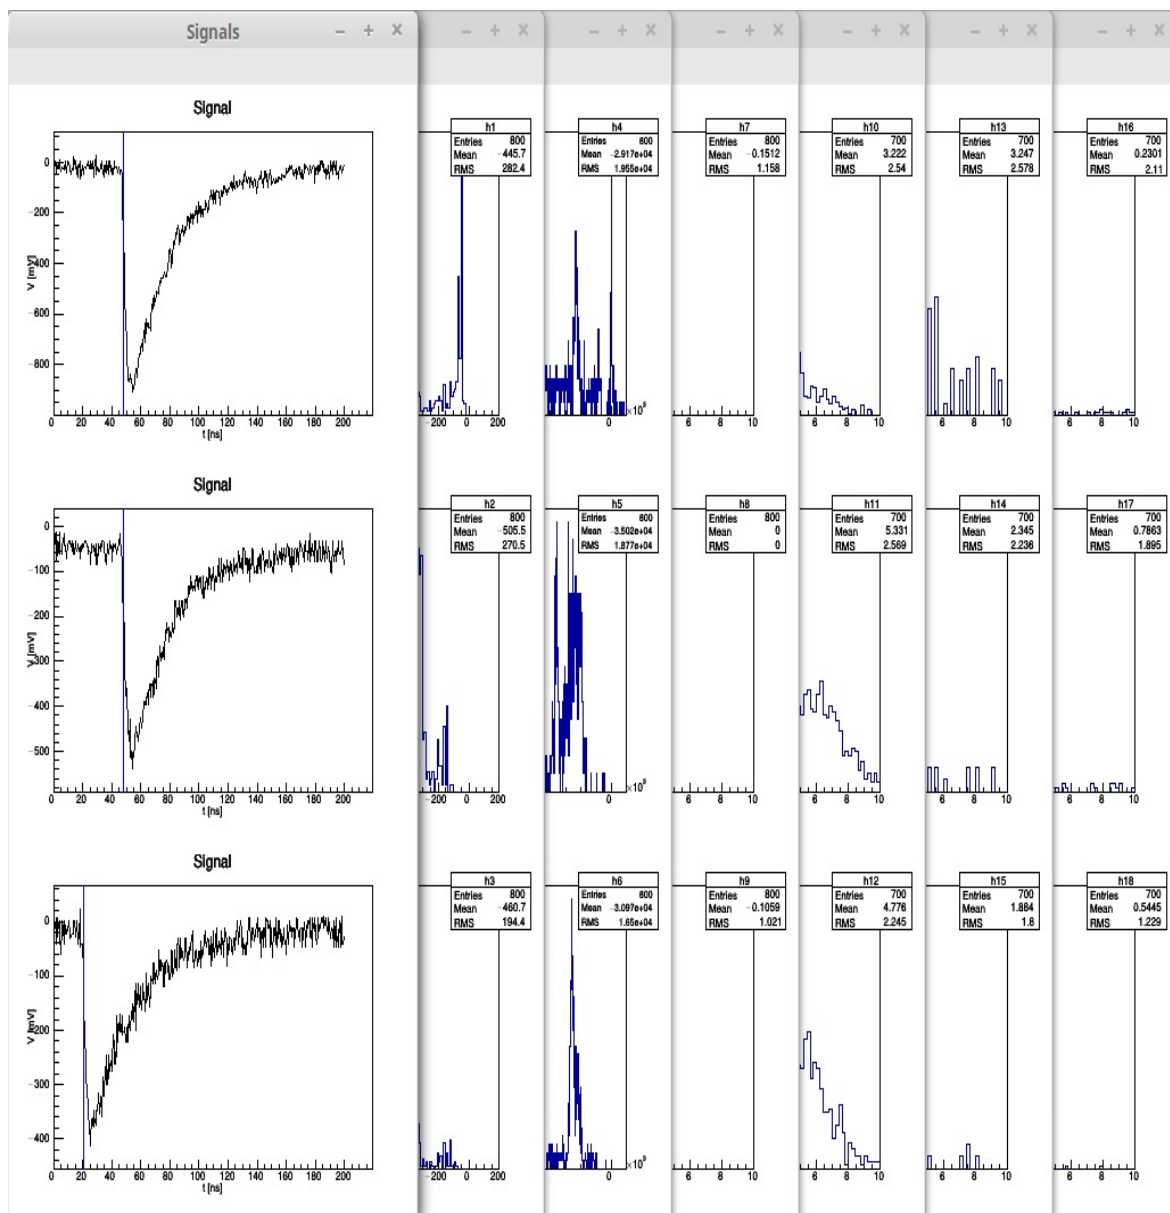 Signals − + ×
− + ×
− + ×
− + ×
− + ×
− + ×
− + ×
Signal
V [mV]
0
−200
−400
−600
−800
0 20 40 60 80 100 120 140 160 180 200
t [ns]
h1
Entries 800
Mean −445.7
RMS 282.4
−200 0 200
h4
Entries 800
Mean −2.917e+04
RMS 1.955e+04
0
h7
Entries 800
Mean −0.1512
RMS 1.158
6 8 10
h10
Entries 700
Mean 3.222
RMS 2.54
6 8 10
h13
Entries 700
Mean 3.247
RMS 2.578
6 8 10
h16
Entries 700
Mean 0.2301
RMS 2.11
6 8 10
Signal
V [mV]
0
−100
−200
−300
−400
−500
0 20 40 60 80 100 120 140 160 180 200
t [ns]
h2
Entries 800
Mean −505.5
RMS 270.5
−200 0 200
h5
Entries 800
Mean −3.502e+04
RMS 1.877e+04
0
h8
Entries 800
Mean 0
RMS 0
6 8 10
h11
Entries 700
Mean 5.331
RMS 2.569
6 8 10
h14
Entries 700
Mean 2.345
RMS 2.236
6 8 10
h17
Entries 700
Mean 0.7863
RMS 1.895
6 8 10
Signal
V [mV]
0
−100
−200
−300
−400
0 20 40 60 80 100 120 140 160 180 200
t [ns]
h3
Entries 800
Mean −460.7
RMS 194.4
−200 0 200
h6
Entries 800
Mean −3.097e+04
RMS 1.65e+04
0
h9
Entries 800
Mean −0.1059
RMS 1.021
6 8 10
h12
Entries 700
Mean 4.776
RMS 2.245
6 8 10
h15
Entries 700
Mean 1.884
RMS 1.8
6 8 10
h18
Entries 700
Mean 0.5445
RMS 1.229
6 8 10